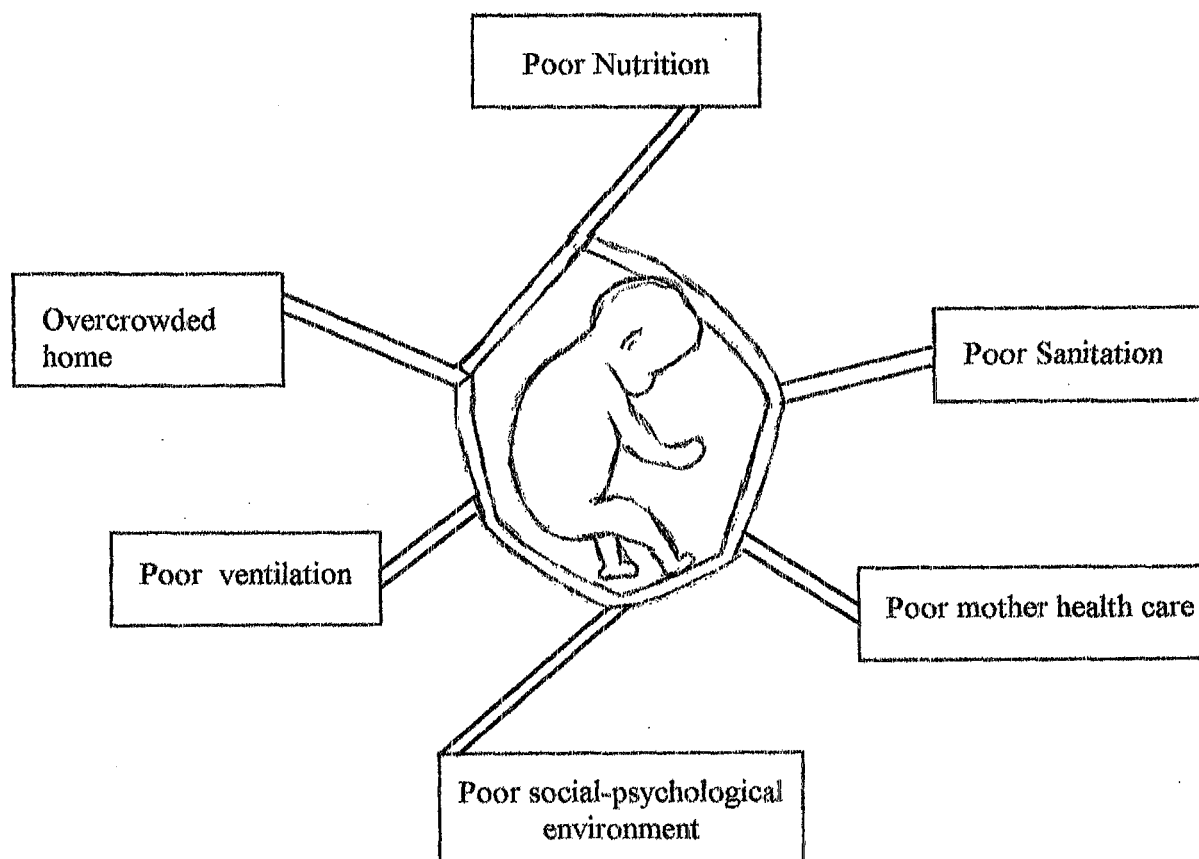 Poor Nutrition
Overcrowded
home
Poor Sanitation
Poor ventilation
Poor mother health care
Poor social-psychological
environment